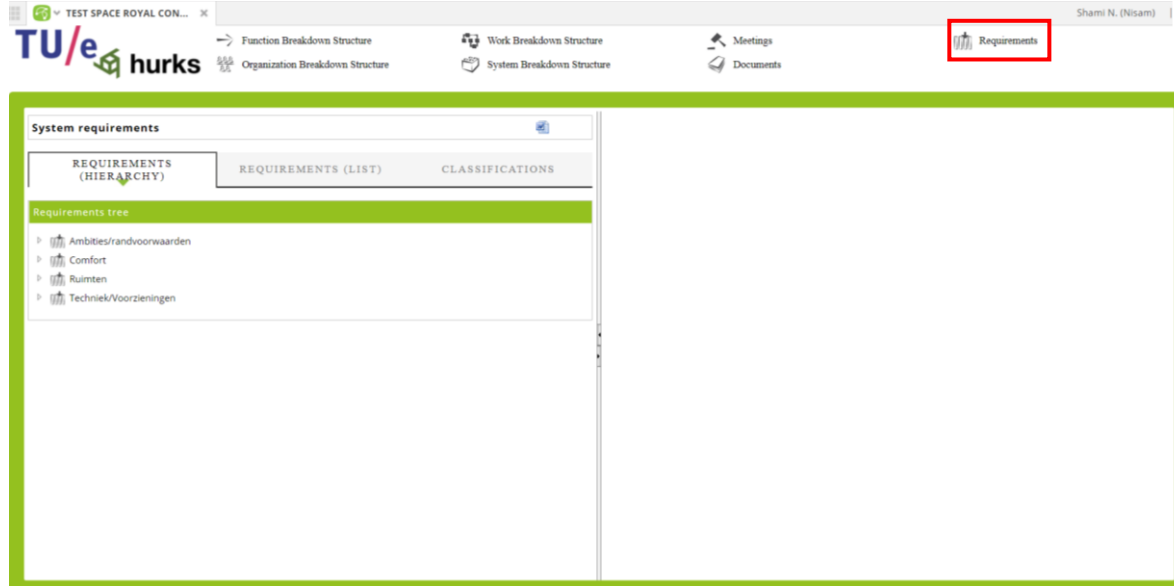 TEST SPACE ROYAL CON...
Shami N. (Nisam)
TU/e
hurks
Function Breakdown Structure
Work Breakdown Structure
Meetings
Requirements
Organization Breakdown Structure
System Breakdown Structure
Documents
System requirements
REQUIREMENTS
(HIERARCHY)
REQUIREMENTS (LIST)
CLASSIFICATIONS
Requirements tree
Ambities/randvoorwaarden
Comfort
Ruimten
Techniek/Voorzieningen